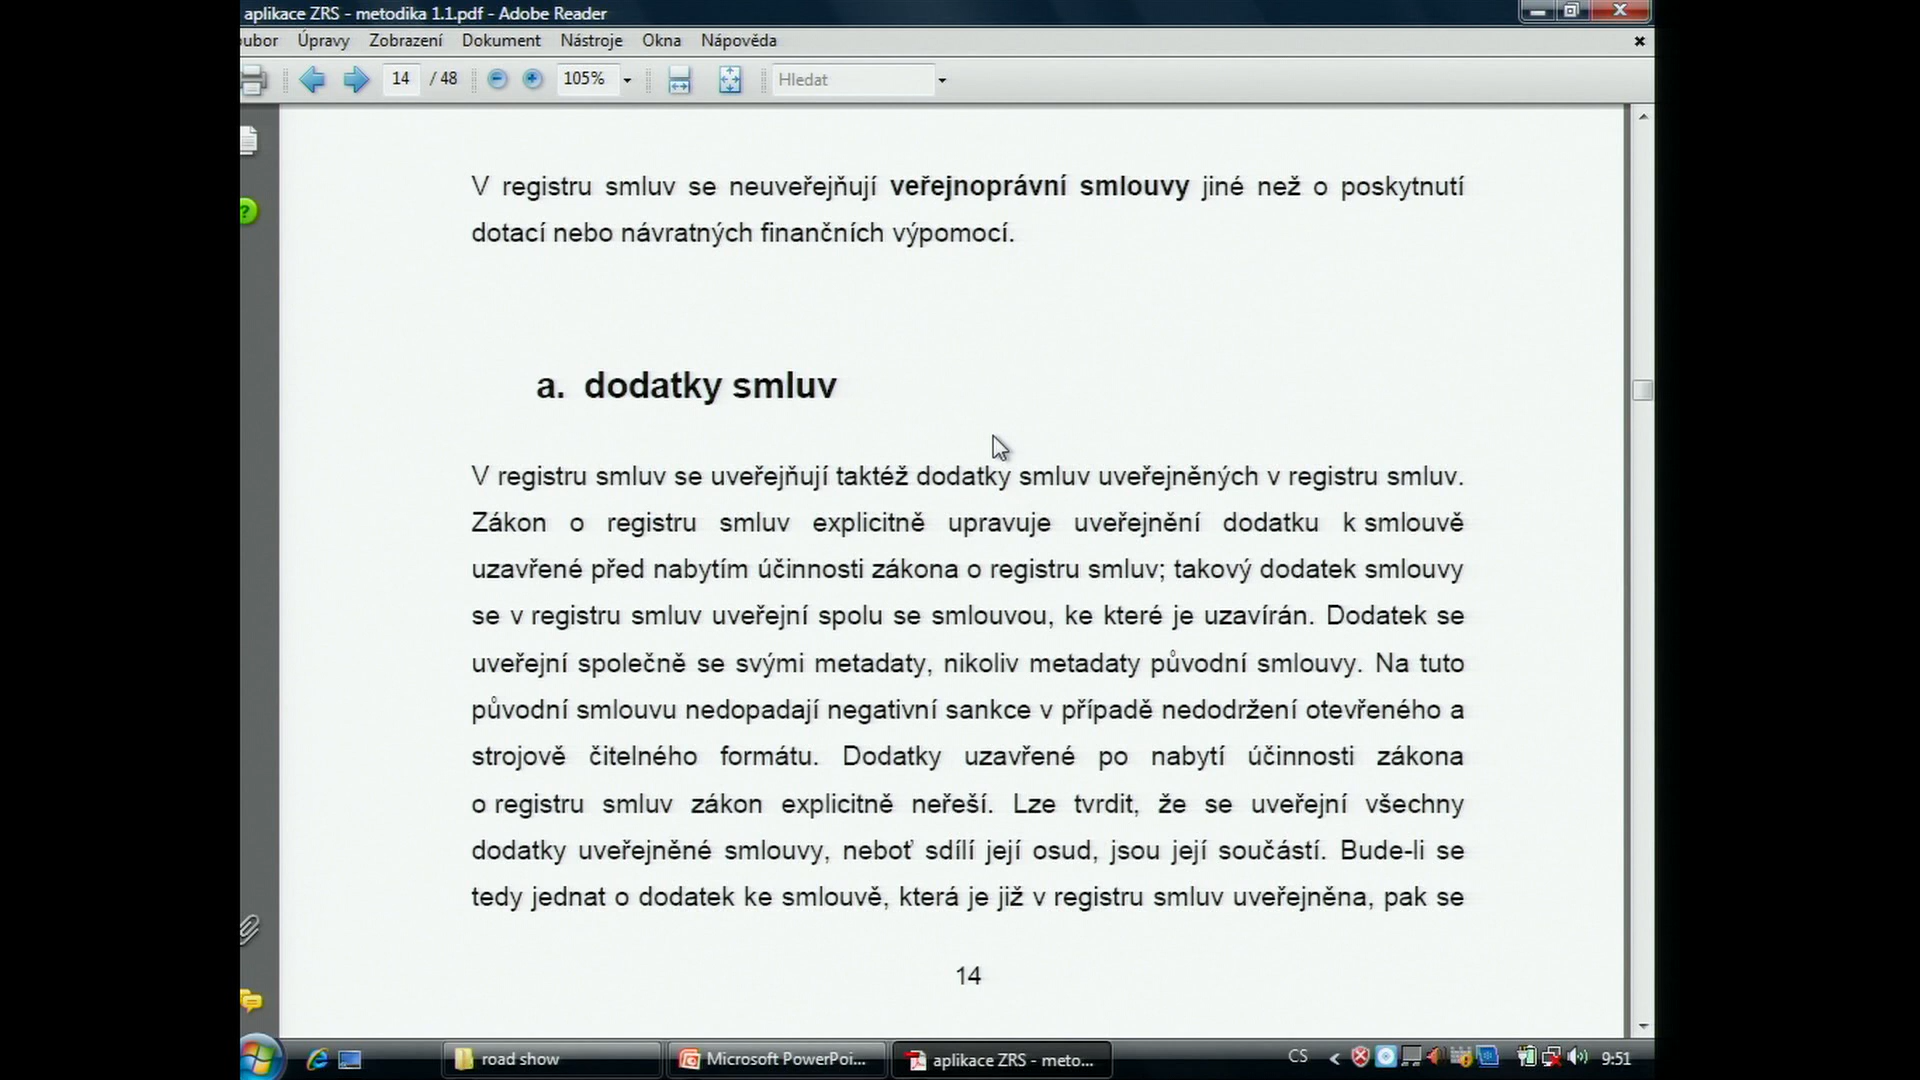 aplikace ZRS - metodika 1.1.pdf - Adobe Reader
oubor Úpravy Zobrazení Dokument Nástroje Okna Nápověda
14 / 48 105% Hledat
V registru smluv se neuveřejňují veřejnoprávní smlouvy jiné než o poskytnutí
dotací nebo návratných finančních výpomocí.
a. dodatky smluv
V registru smluv se uveřejňují taktéž dodatky smluv uveřejněných v registru smluv.
Zákon o registru smluv explicitně upravuje uveřejnění dodatku k smlouvě
uzavřené před nabytím účinnosti zákona o registru smluv; takový dodatek smlouvy
se v registru smluv uveřejní spolu se smlouvou, ke které je uzavírán. Dodatek se
uveřejní společně se svými metadaty, nikoliv metadaty původní smlouvy. Na tuto
původní smlouvu nedopadají negativní sankce v případě nedodržení otevřeného a
strojově čitelného formátu. Dodatky uzavřené po nabytí účinnosti zákona
o registru smluv zákon explicitně neřeší. Lze tvrdit, že se uveřejní všechny
dodatky uveřejněné smlouvy, neboť sdílí její osud, jsou její součástí. Bude-li se
tedy jednat o dodatek ke smlouvě, která je již v registru smluv uveřejněna, pak se
14
road show Microsoft PowerPoi... aplikace ZRS - meto... CS 9:51